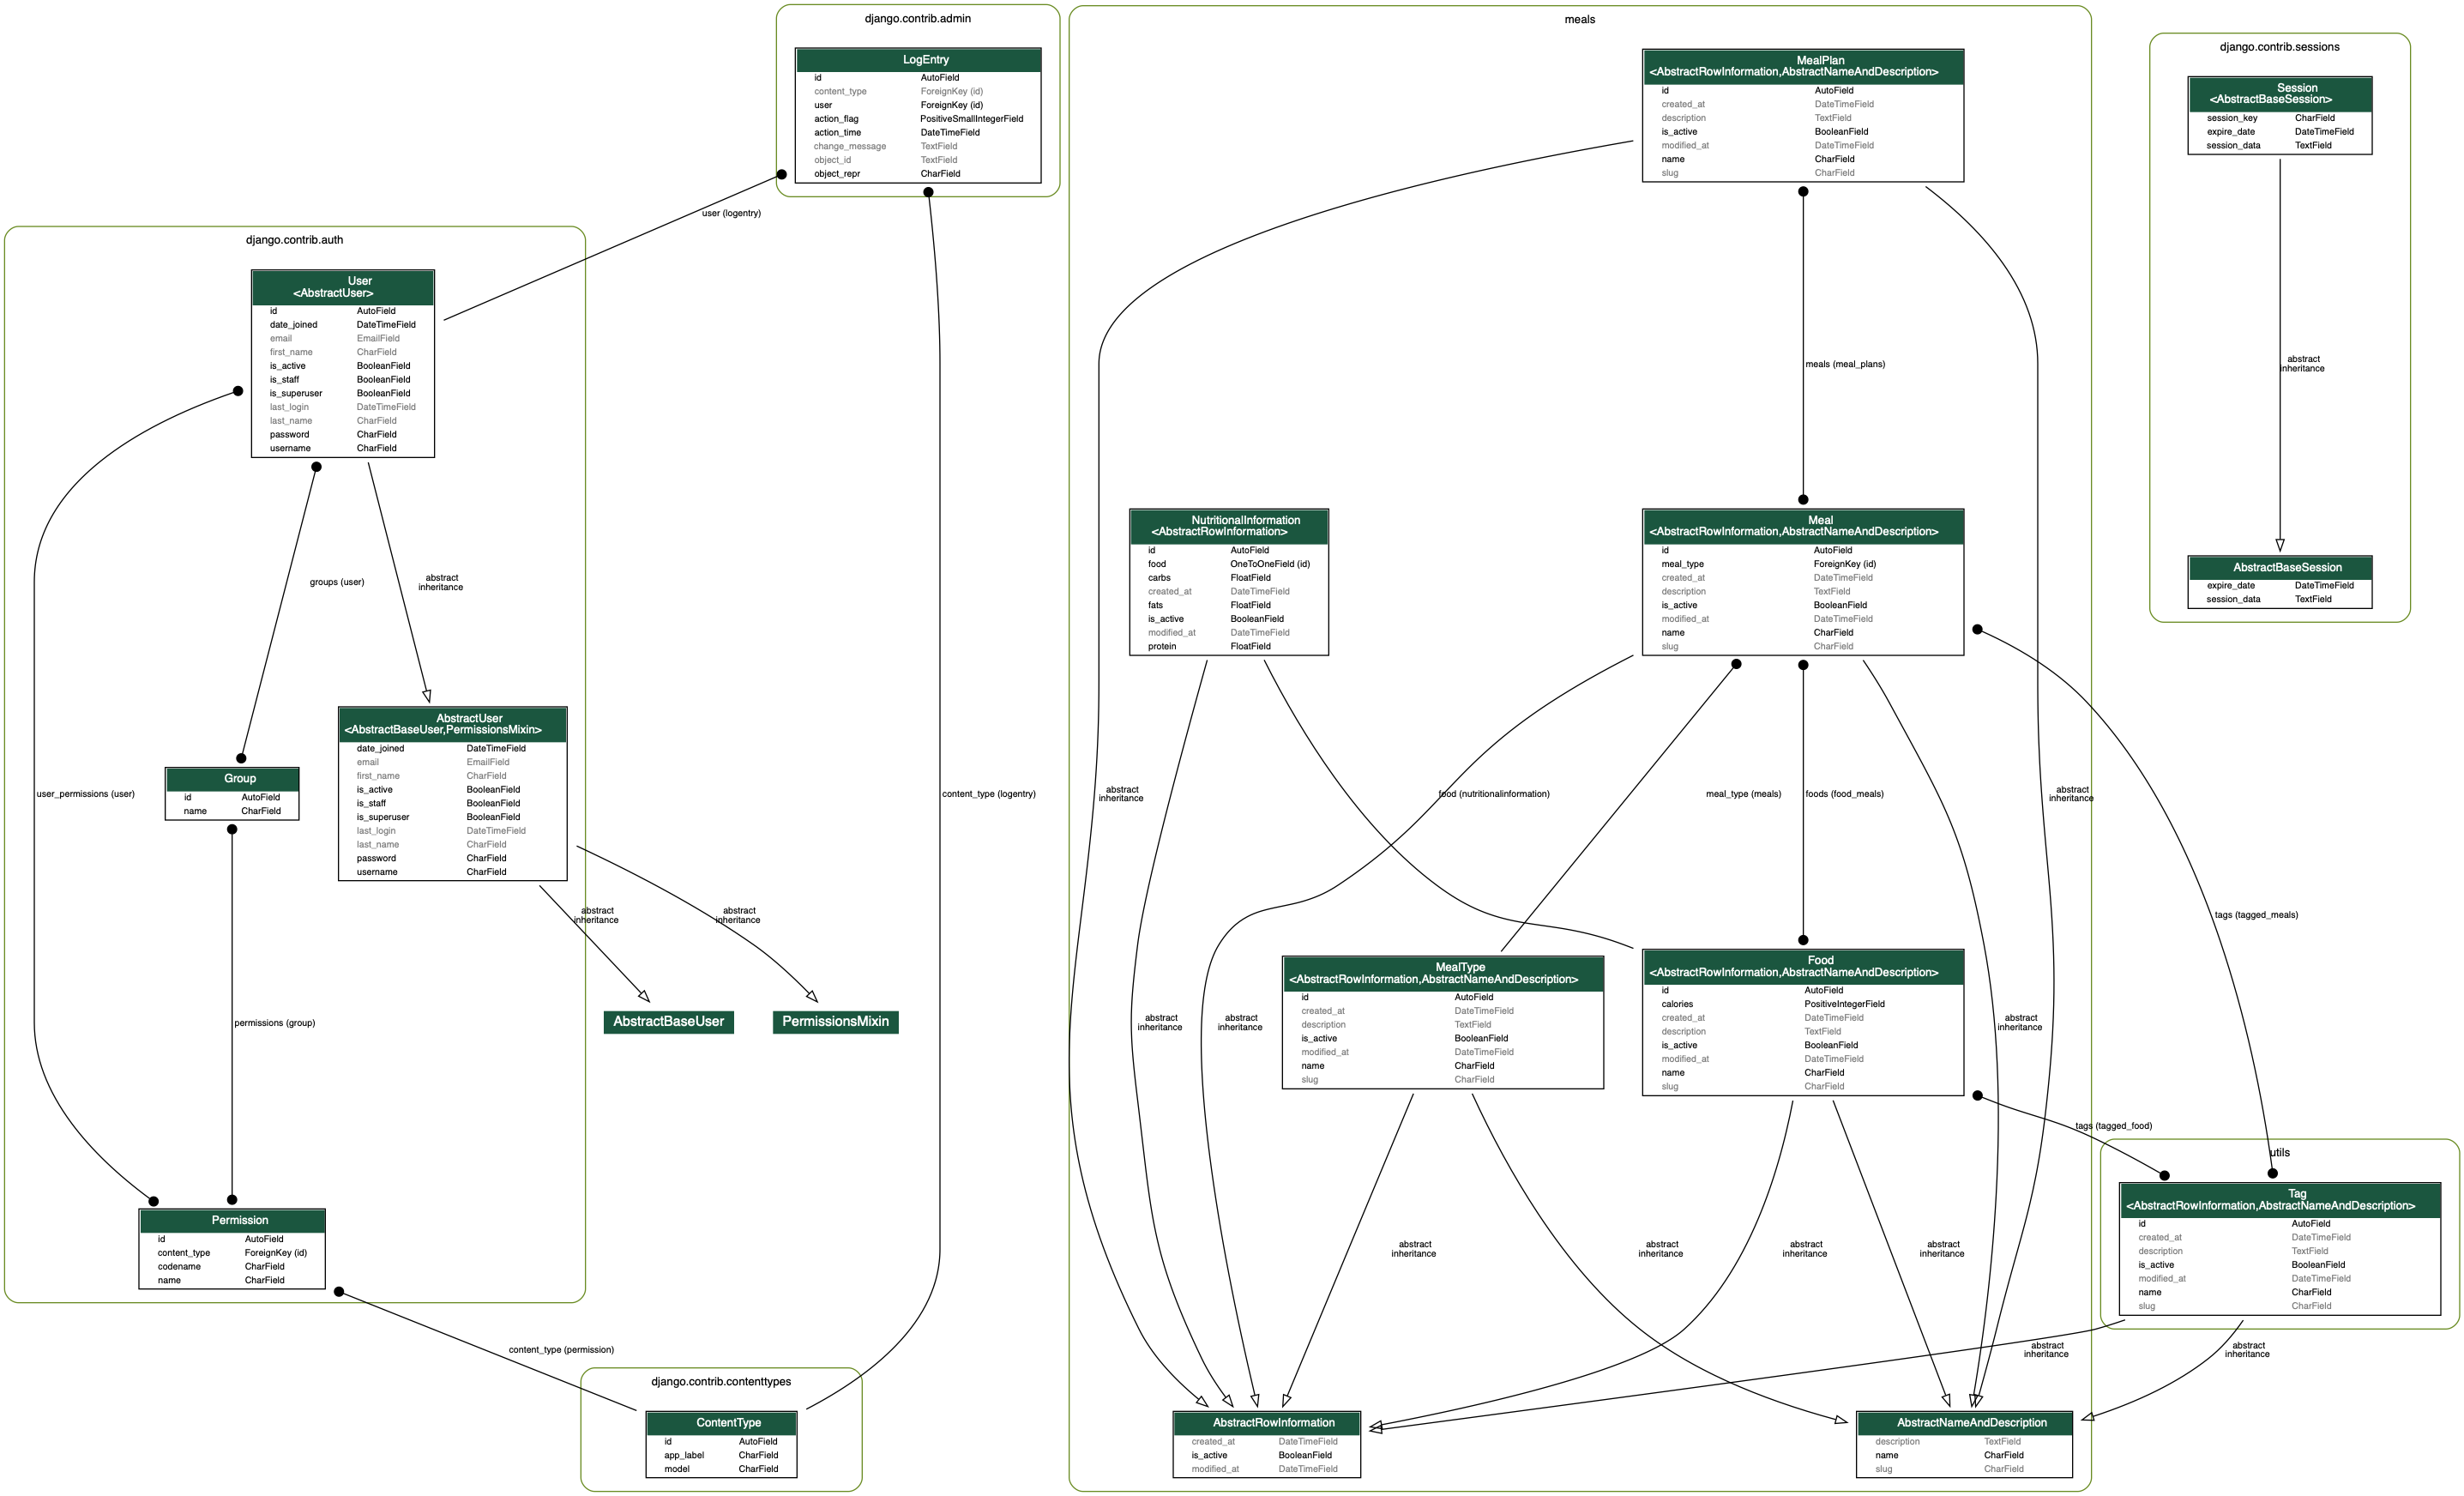 django.contrib.admin
LogEntry
id AutoField
content_type ForeignKey (id)
user ForeignKey (id)
action_flag PositiveSmallIntegerField
action_time DateTimeField
change_message TextField
object_id TextField
object_repr CharField
user (logentry)
content_type (logentry)
django.contrib.auth
User
<AbstractUser>
id AutoField
date_joined DateTimeField
email EmailField
first_name CharField
is_active BooleanField
is_staff BooleanField
is_superuser BooleanField
last_login DateTimeField
last_name CharField
password CharField
username CharField
groups (user)
abstract
inheritance
user_permissions (user)
AbstractUser
<AbstractBaseUser,PermissionsMixin>
date_joined DateTimeField
email EmailField
first_name CharField
is_active BooleanField
is_staff BooleanField
is_superuser BooleanField
last_login DateTimeField
last_name CharField
password CharField
username CharField
Group
id AutoField
name CharField
abstract
inheritance
abstract
inheritance
AbstractBaseUser
PermissionsMixin
permissions (group)
Permission
id AutoField
content_type ForeignKey (id)
codename CharField
name CharField
content_type (permission)
django.contrib.contenttypes
ContentType
id AutoField
app_label CharField
model CharField
meals
MealPlan
<AbstractRowInformation,AbstractNameAndDescription>
id AutoField
created_at DateTimeField
description TextField
is_active BooleanField
modified_at DateTimeField
name CharField
slug CharField
meals (meal_plans)
NutritionalInformation
<AbstractRowInformation>
id AutoField
food OneToOneField (id)
carbs FloatField
created_at DateTimeField
fats FloatField
is_active BooleanField
modified_at DateTimeField
protein FloatField
Meal
<AbstractRowInformation,AbstractNameAndDescription>
id AutoField
meal_type ForeignKey (id)
created_at DateTimeField
description TextField
is_active BooleanField
modified_at DateTimeField
name CharField
slug CharField
abstract
inheritance
food (nutritionalinformation)
meal_type (meals)
foods (food_meals)
abstract
inheritance
tags (tagged_meals)
MealType
<AbstractRowInformation,AbstractNameAndDescription>
id AutoField
created_at DateTimeField
description TextField
is_active BooleanField
modified_at DateTimeField
name CharField
slug CharField
Food
<AbstractRowInformation,AbstractNameAndDescription>
id AutoField
calories PositiveIntegerField
created_at DateTimeField
description TextField
is_active BooleanField
modified_at DateTimeField
name CharField
slug CharField
abstract
inheritance
abstract
inheritance
abstract
inheritance
tags (tagged_food)
abstract
inheritance
abstract
inheritance
abstract
inheritance
abstract
inheritance
AbstractRowInformation
created_at DateTimeField
is_active BooleanField
modified_at DateTimeField
AbstractNameAndDescription
description TextField
name CharField
slug CharField
django.contrib.sessions
Session
<AbstractBaseSession>
session_key CharField
expire_date DateTimeField
session_data TextField
abstract
inheritance
AbstractBaseSession
expire_date DateTimeField
session_data TextField
utils
Tag
<AbstractRowInformation,AbstractNameAndDescription>
id AutoField
created_at DateTimeField
description TextField
is_active BooleanField
modified_at DateTimeField
name CharField
slug CharField
abstract
inheritance
abstract
inheritance